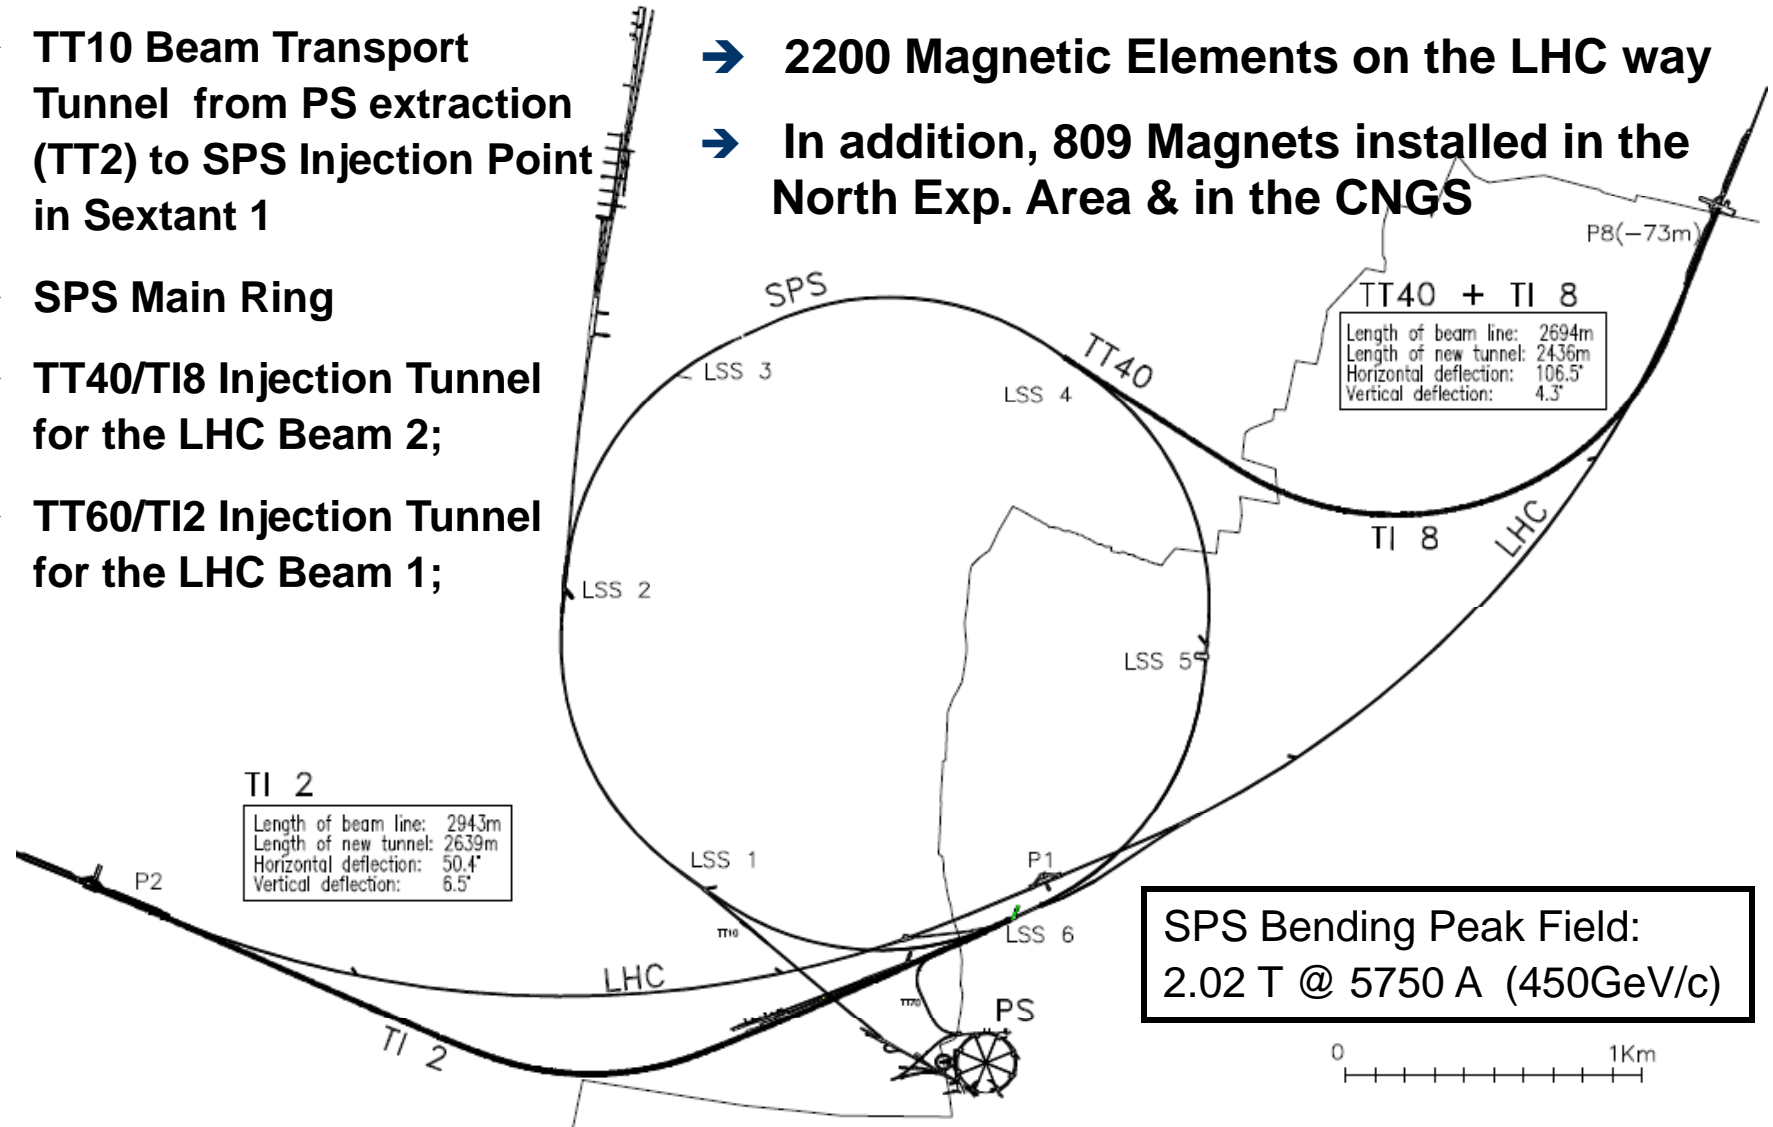 TT10 Beam Transport
Tunnel from PS extraction
(TT2) to SPS Injection Point
in Sextant 1
SPS Main Ring
TT40/TI8 Injection Tunnel
for the LHC Beam 2;
TT60/TI2 Injection Tunnel
for the LHC Beam 1;
➔ 2200 Magnetic Elements on the LHC way
➔ In addition, 809 Magnets installed in the
North Exp. Area & in the CNGS
P8(-73m)
SPS
TT40 + TI 8
Length of beam line: 2694m
Length of new tunnel: 2436m
Horizontal deflection: 106.5°
Vertical deflection: 4.3°
TT40
LSS 3
LSS 4
TI 8
LHC
LSS 2
LSS 5
TI 2
Length of beam line: 2943m
Length of new tunnel: 2639m
Horizontal deflection: 50.4°
Vertical deflection: 6.5°
P2
LSS 1
P1
TT10
LSS 6
LHC
TI 2
TT70
PS
SPS Bending Peak Field:
2.02 T @ 5750 A (450GeV/c)
0 1Km